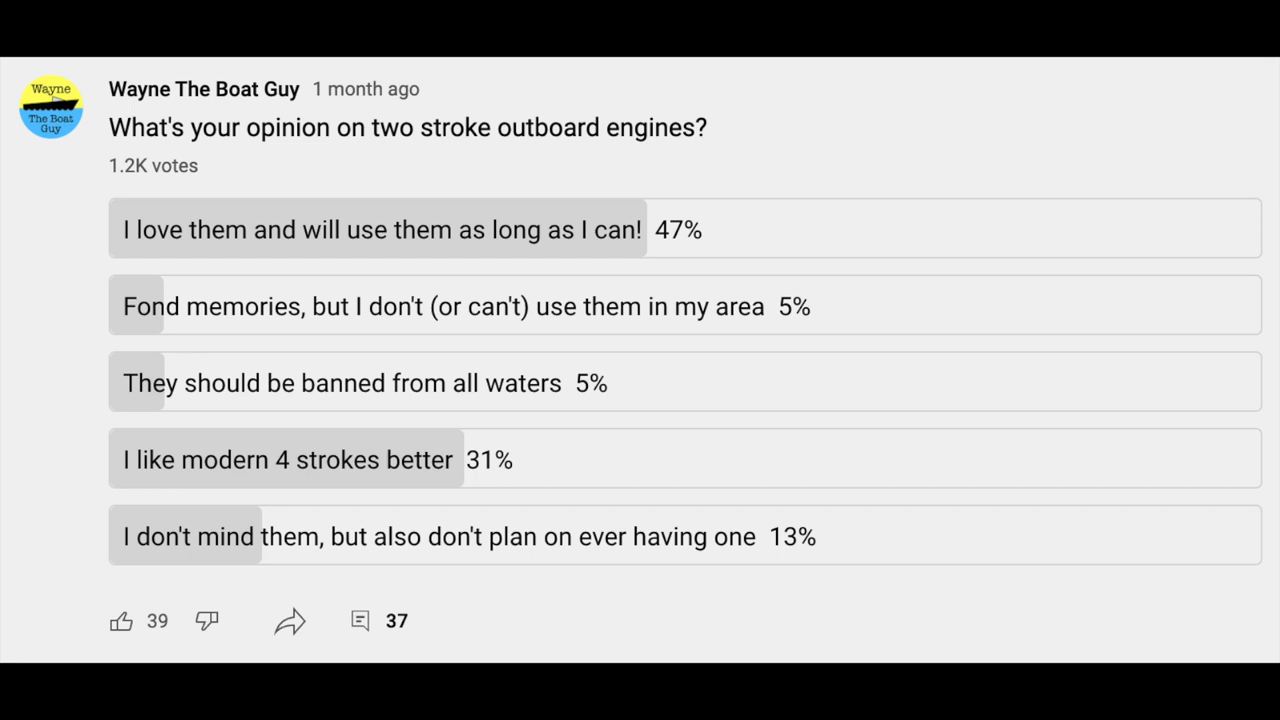 Wayne
The Boat
Guy
Wayne The Boat Guy 1 month ago
What's your opinion on two stroke outboard engines?
1.2K votes
I love them and will use them as long as I can! 47%
Fond memories, but I don't (or can't) use them in my area 5%
They should be banned from all waters 5%
I like modern 4 strokes better 31%
I don't mind them, but also don't plan on ever having one 13%
39 37